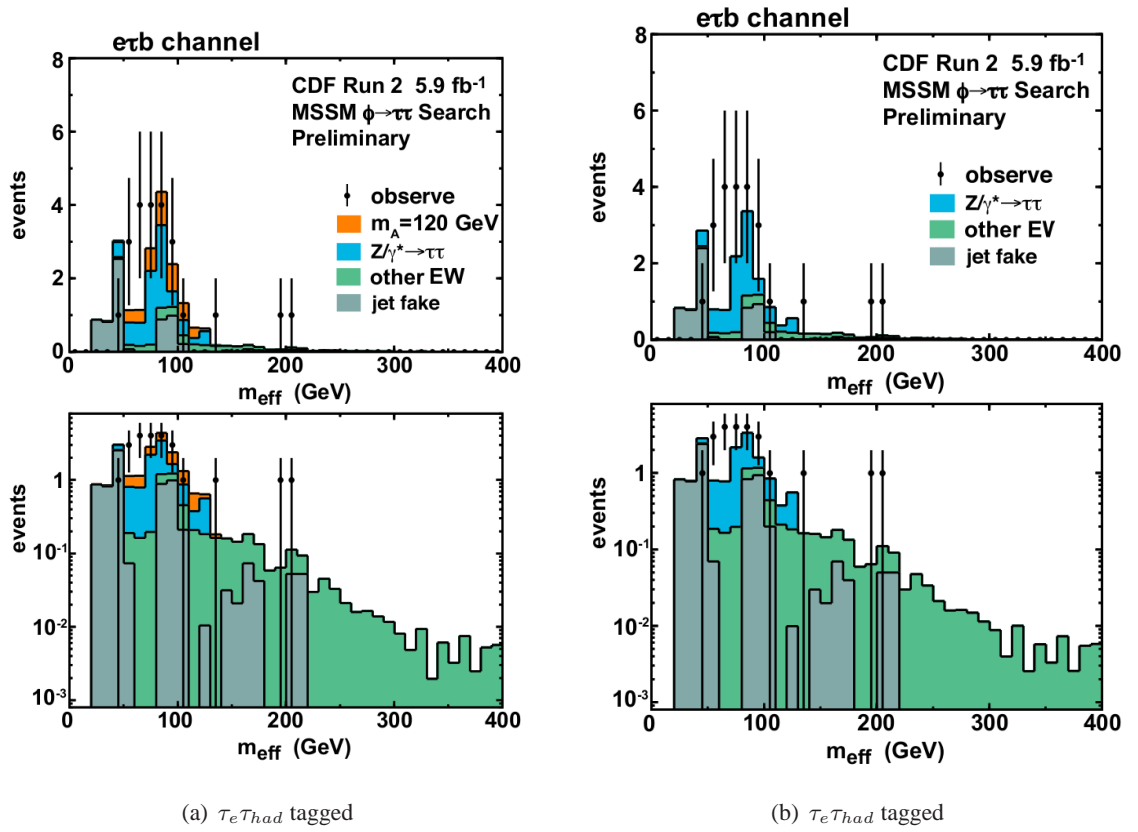 eτb channel
8
6
4
2
0
events
CDF Run 2 5.9 fb-1
MSSM ϕ→ττ Search
Preliminary
observe
mA=120 GeV
Z/γ*→ττ
other EW
jet fake
0 100 200 300 400
meff (GeV)
1
10-1
10-2
10-3
events
0 100 200 300 400
meff (GeV)
(a) τeτhad tagged
eτb channel
8
6
4
2
0
events
CDF Run 2 5.9 fb-1
MSSM ϕ→ττ Search
Preliminary
observe
Z/γ*→ττ
other EV
jet fake
0 100 200 300 400
meff (GeV)
1
10-1
10-2
10-3
events
0 100 200 300 400
meff (GeV)
(b) τeτhad tagged